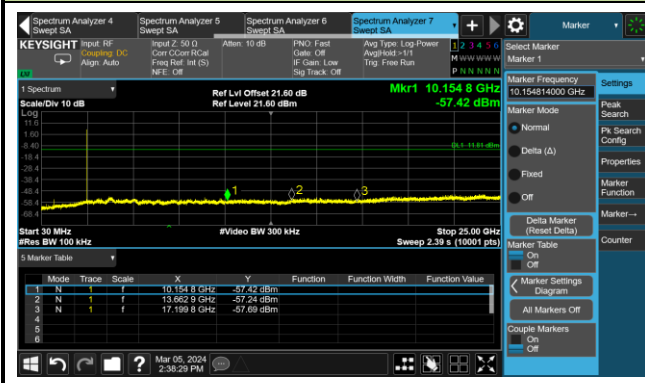 Spectrum Analyzer 4
Swept SA
Spectrum Analyzer 5
Swept SA
Spectrum Analyzer 6
Swept SA
Spectrum Analyzer 7
Swept SA
Marker
KEYSIGHT
Input: RF
Coupling: DC
Align: Auto
Input Z: 50 Ω
Corr CCorr RCal
Freq Ref: Int (S)
NFE: Off
Atten: 10 dB
PNO: Fast
Gate: Off
IF Gain: Low
Sig Track: Off
Avg Type: Log-Power
Avg|Hold:>1/1
Trig: Free Run
1 2 3 4 5 6
M W W W W W
P N N N N N
LV
Select Marker
Marker 1
1 Spectrum
Scale/Div 10 dB
Log
Ref Lvl Offset 21.60 dB
Ref Level 21.60 dBm
Mkr1 10.154 8 GHz
-57.42 dBm
11.6
1.60
-8.40
-18.4
-28.4
-38.4
-48.4
-58.4
-68.4
DL1 -11.81 dBm
1
2
3
Start 30 MHz
#Res BW 100 kHz
#Video BW 300 kHz
Stop 25.00 GHz
Sweep 2.39 s (10001 pts)
5 Marker Table
Mode Trace Scale X Y Function Function Width Function Value
1 N 1 f 10.154 8 GHz -57.42 dBm
2 N 1 f 13.662 9 GHz -57.24 dBm
3 N 1 f 17.199 8 GHz -57.69 dBm
4
5
6
Marker Frequency
10.154814000 GHz
Marker Mode
Normal
Delta (Δ)
Fixed
Off
Delta Marker
(Reset Delta)
Marker Table
On
Off
Marker Settings
Diagram
All Markers Off
Couple Markers
On
Off
Settings
Peak
Search
Pk Search
Config
Properties
Marker
Function
Marker→
Counter
?
Mar 05, 2024
2:38:29 PM